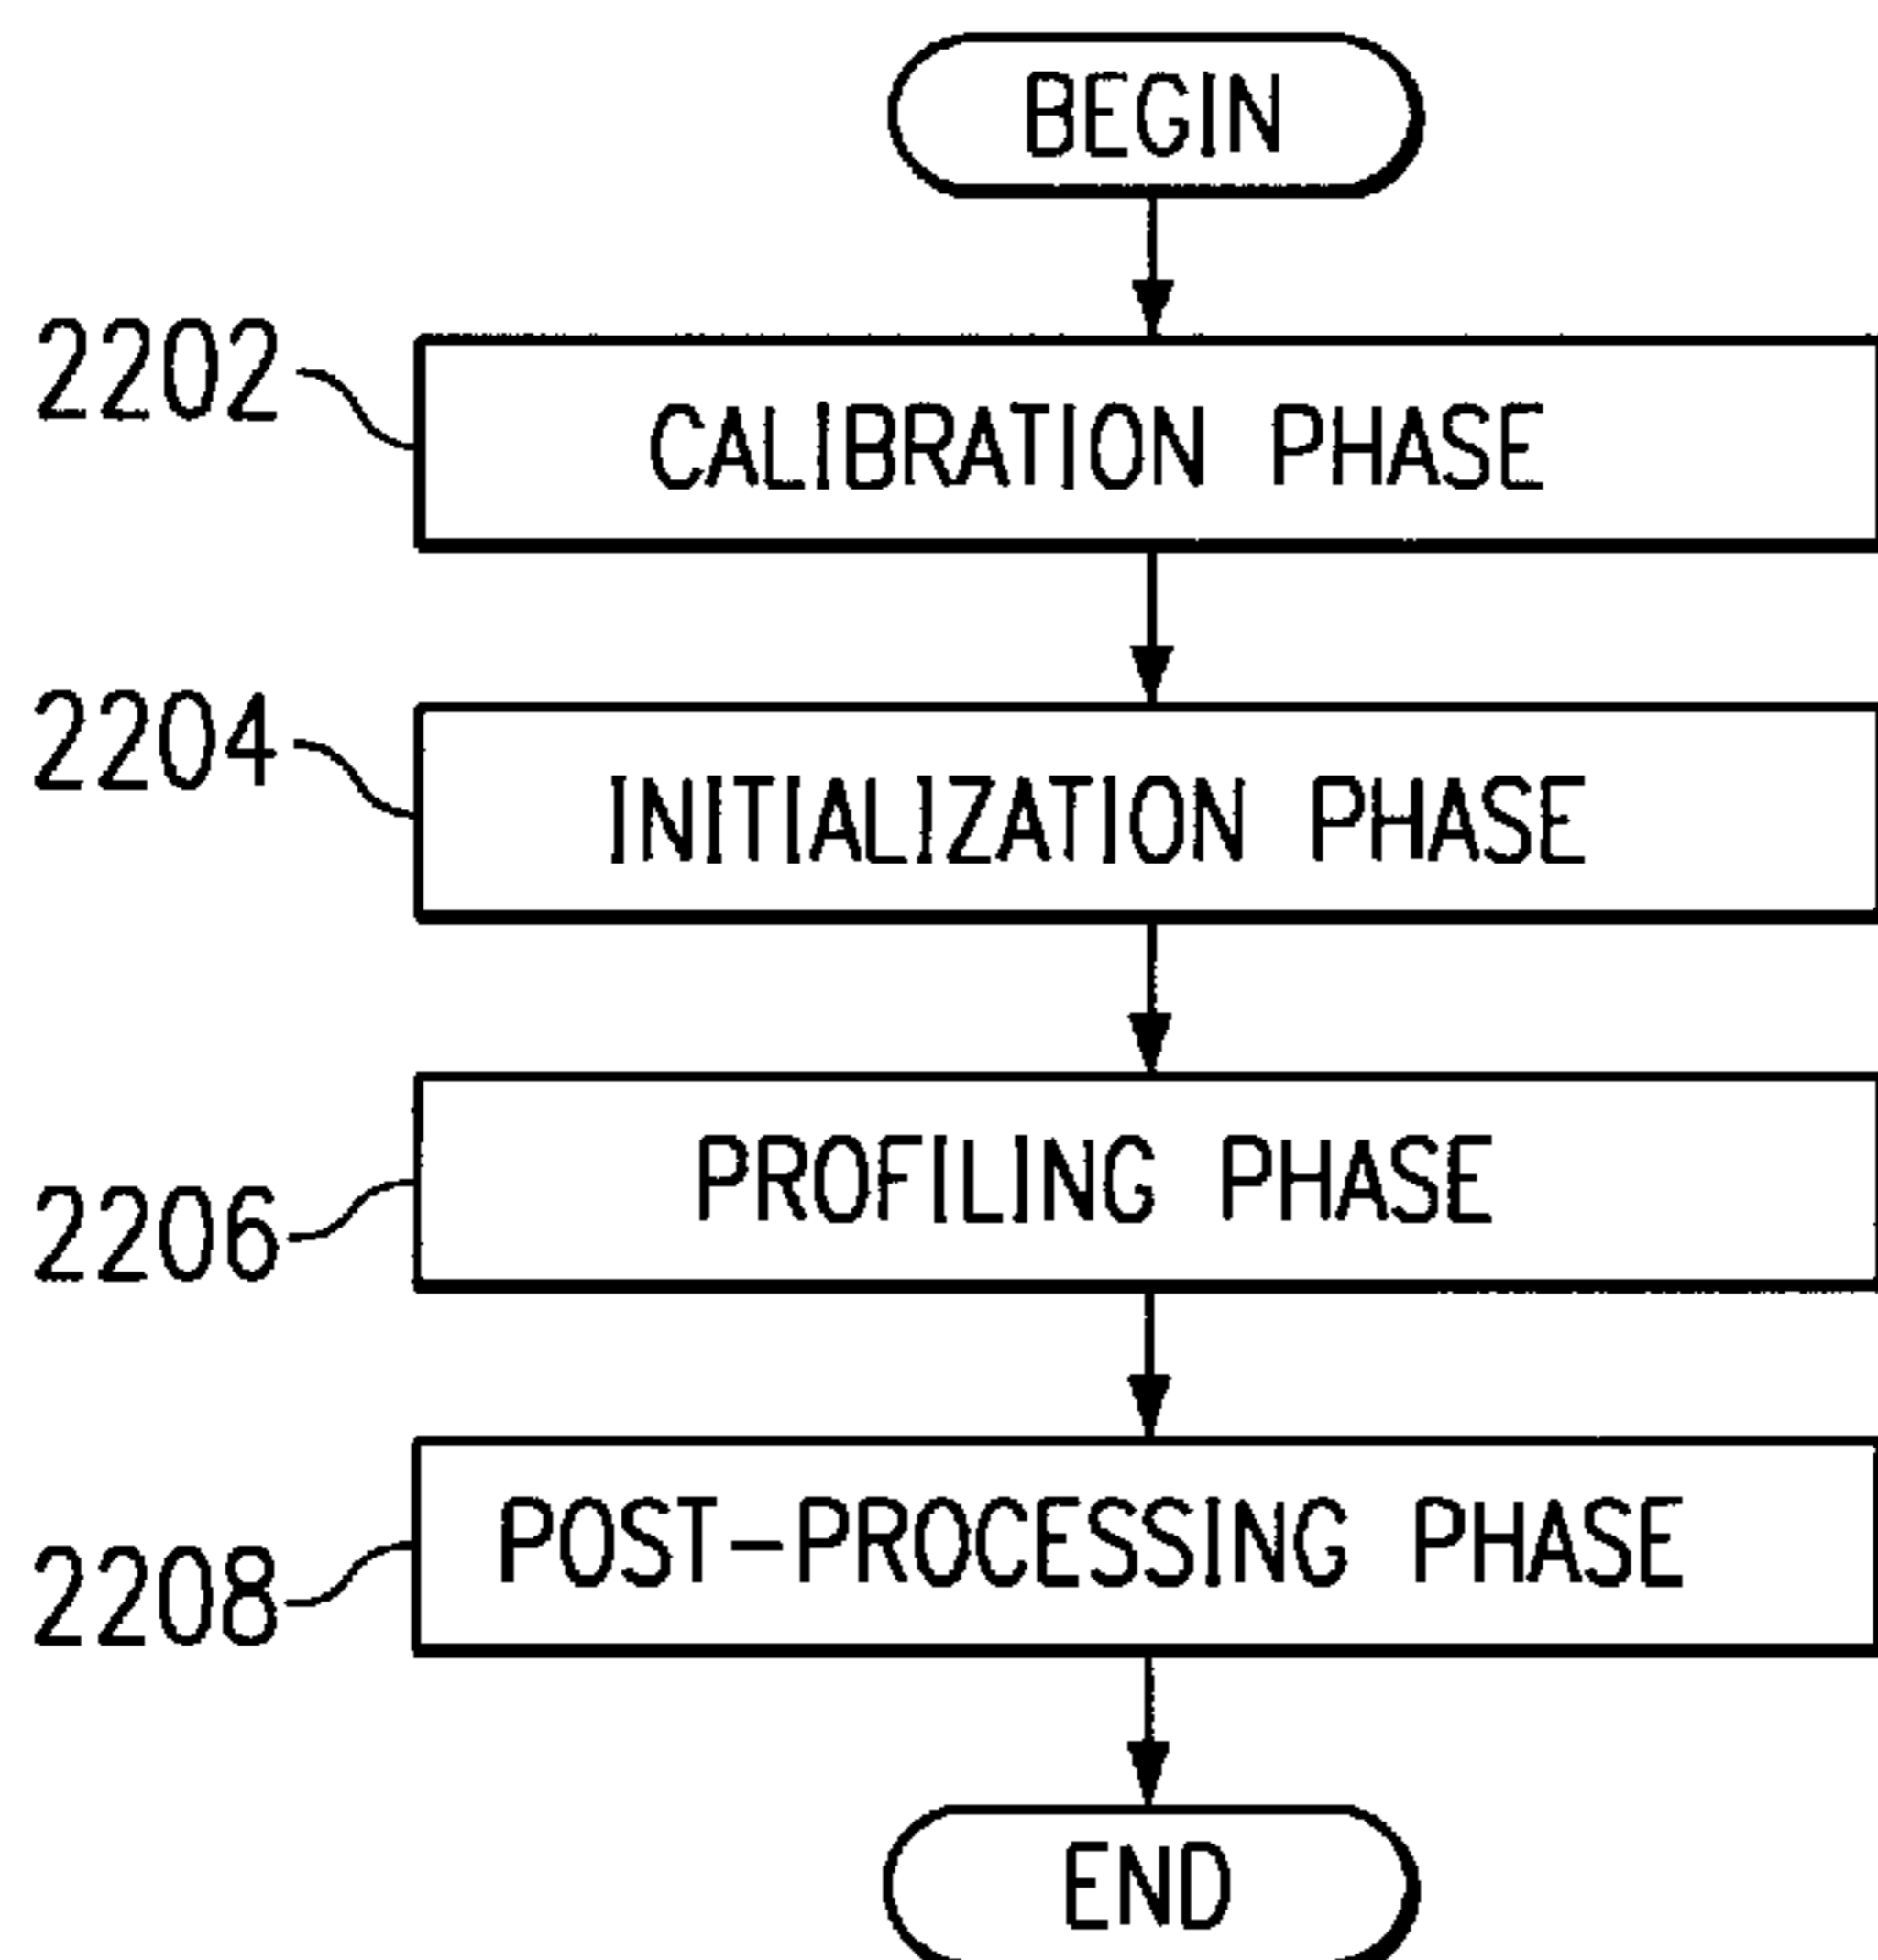 BEGIN
2202
CALIBRATION PHASE
2204
INITIALIZATION PHASE
2206
PROFILING PHASE
2208
POST-PROCESSING PHASE
END